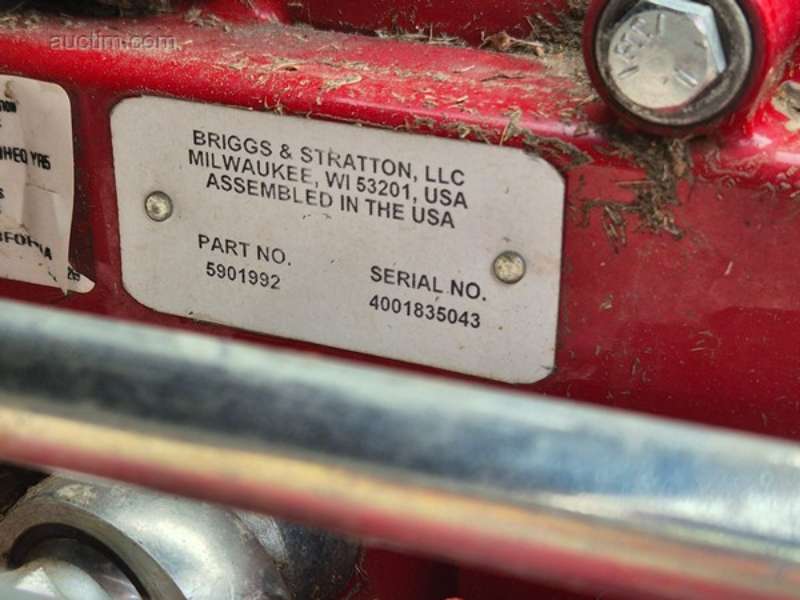 auctim.com
BRIGGS & STRATTON, LLC
MILWAUKEE, WI 53201, USA
ASSEMBLED IN THE USA
PART NO.
5901992
SERIAL NO.
4001835043